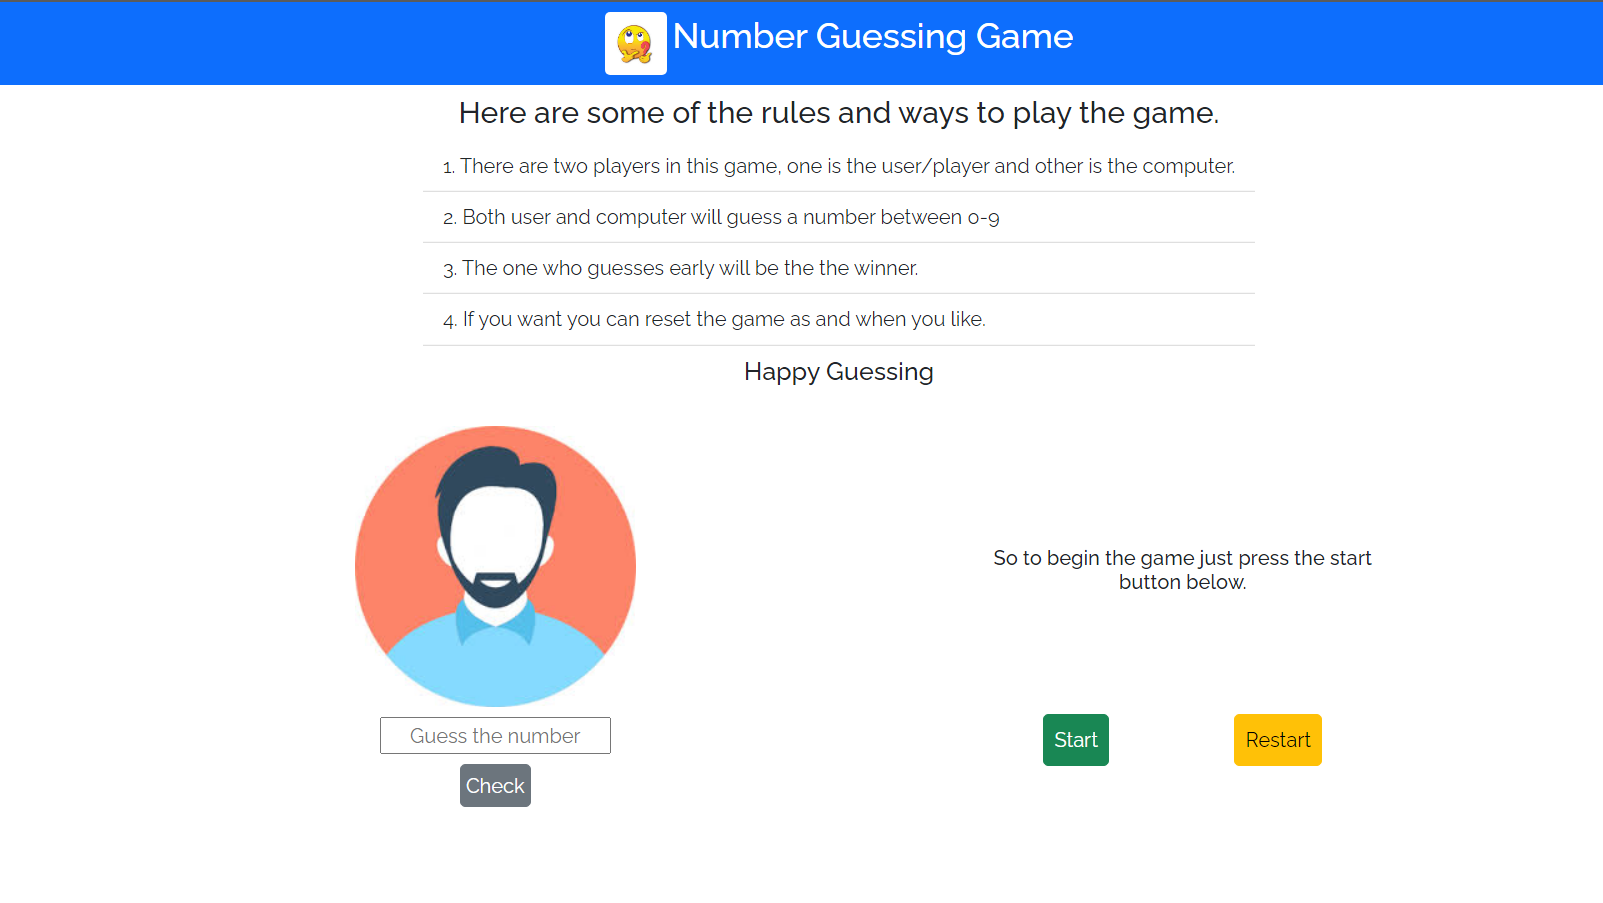 Number Guessing Game
Here are some of the rules and ways to play the game.
1. There are two players in this game, one is the user/player and other is the computer.
2. Both user and computer will guess a number between 0-9
3. The one who guesses early will be the the winner.
4. If you want you can reset the game as and when you like.
Happy Guessing
So to begin the game just press the start
button below.
Guess the number
Start
Restart
Check